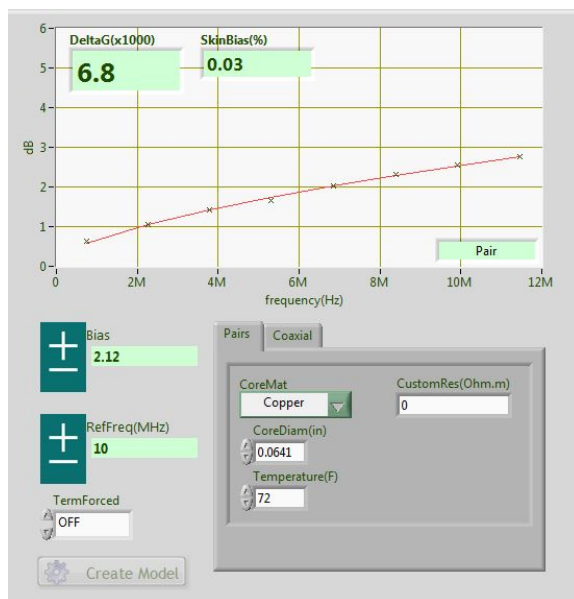 DeltaG(x1000)
6.8
SkinBias(%)
0.03
6
5
4
3
2
1
0
dB
0 2M 4M 6M 8M 10M 12M
frequency(Hz)
Pair
Bias
2.12
RefFreq(MHz)
10
TermForced
OFF
Create Model
Pairs Coaxial
CoreMat
Copper
CustomRes(Ohm.m)
0
CoreDiam(in)
0.0641
Temperature(F)
72